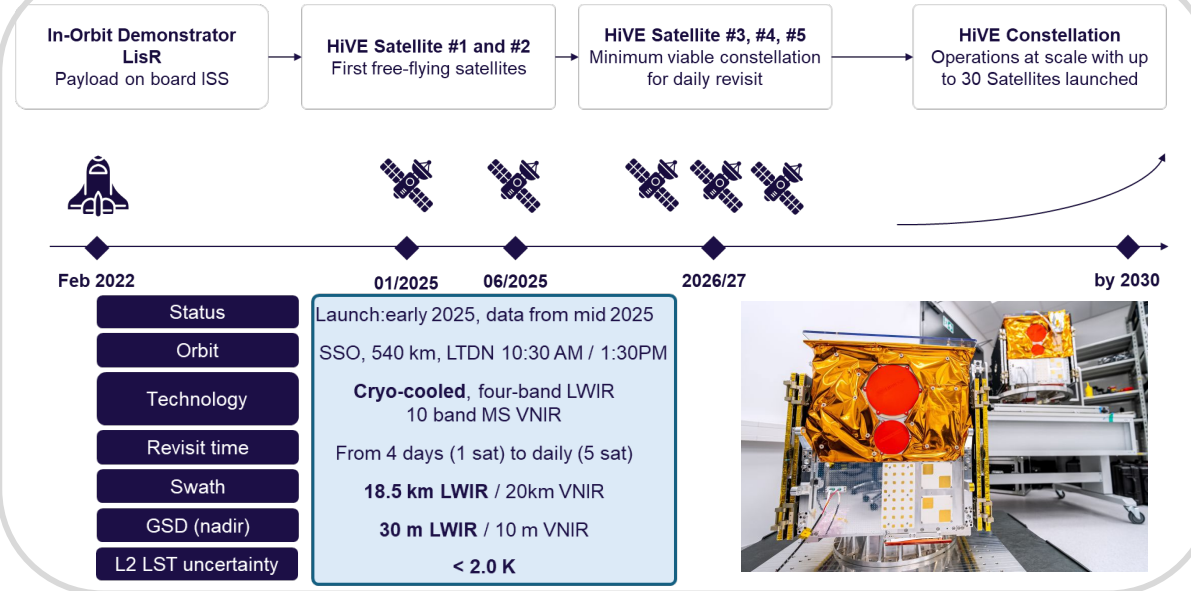 In-Orbit Demonstrator
LisR
Payload on board ISS
HiVE Satellite #1 and #2
First free-flying satellites
HiVE Satellite #3, #4, #5
Minimum viable constellation
for daily revisit
HiVE Constellation
Operations at scale with up
to 30 Satellites launched
Feb 2022
01/2025
06/2025
2026/27
by 2030
Status
Launch:early 2025, data from mid 2025
Orbit
SSO, 540 km, LTDN 10:30 AM / 1:30PM
Technology
Cryo-cooled, four-band LWIR
10 band MS VNIR
Revisit time
From 4 days (1 sat) to daily (5 sat)
Swath
18.5 km LWIR / 20km VNIR
GSD (nadir)
30 m LWIR / 10 m VNIR
L2 LST uncertainty
< 2.0 K